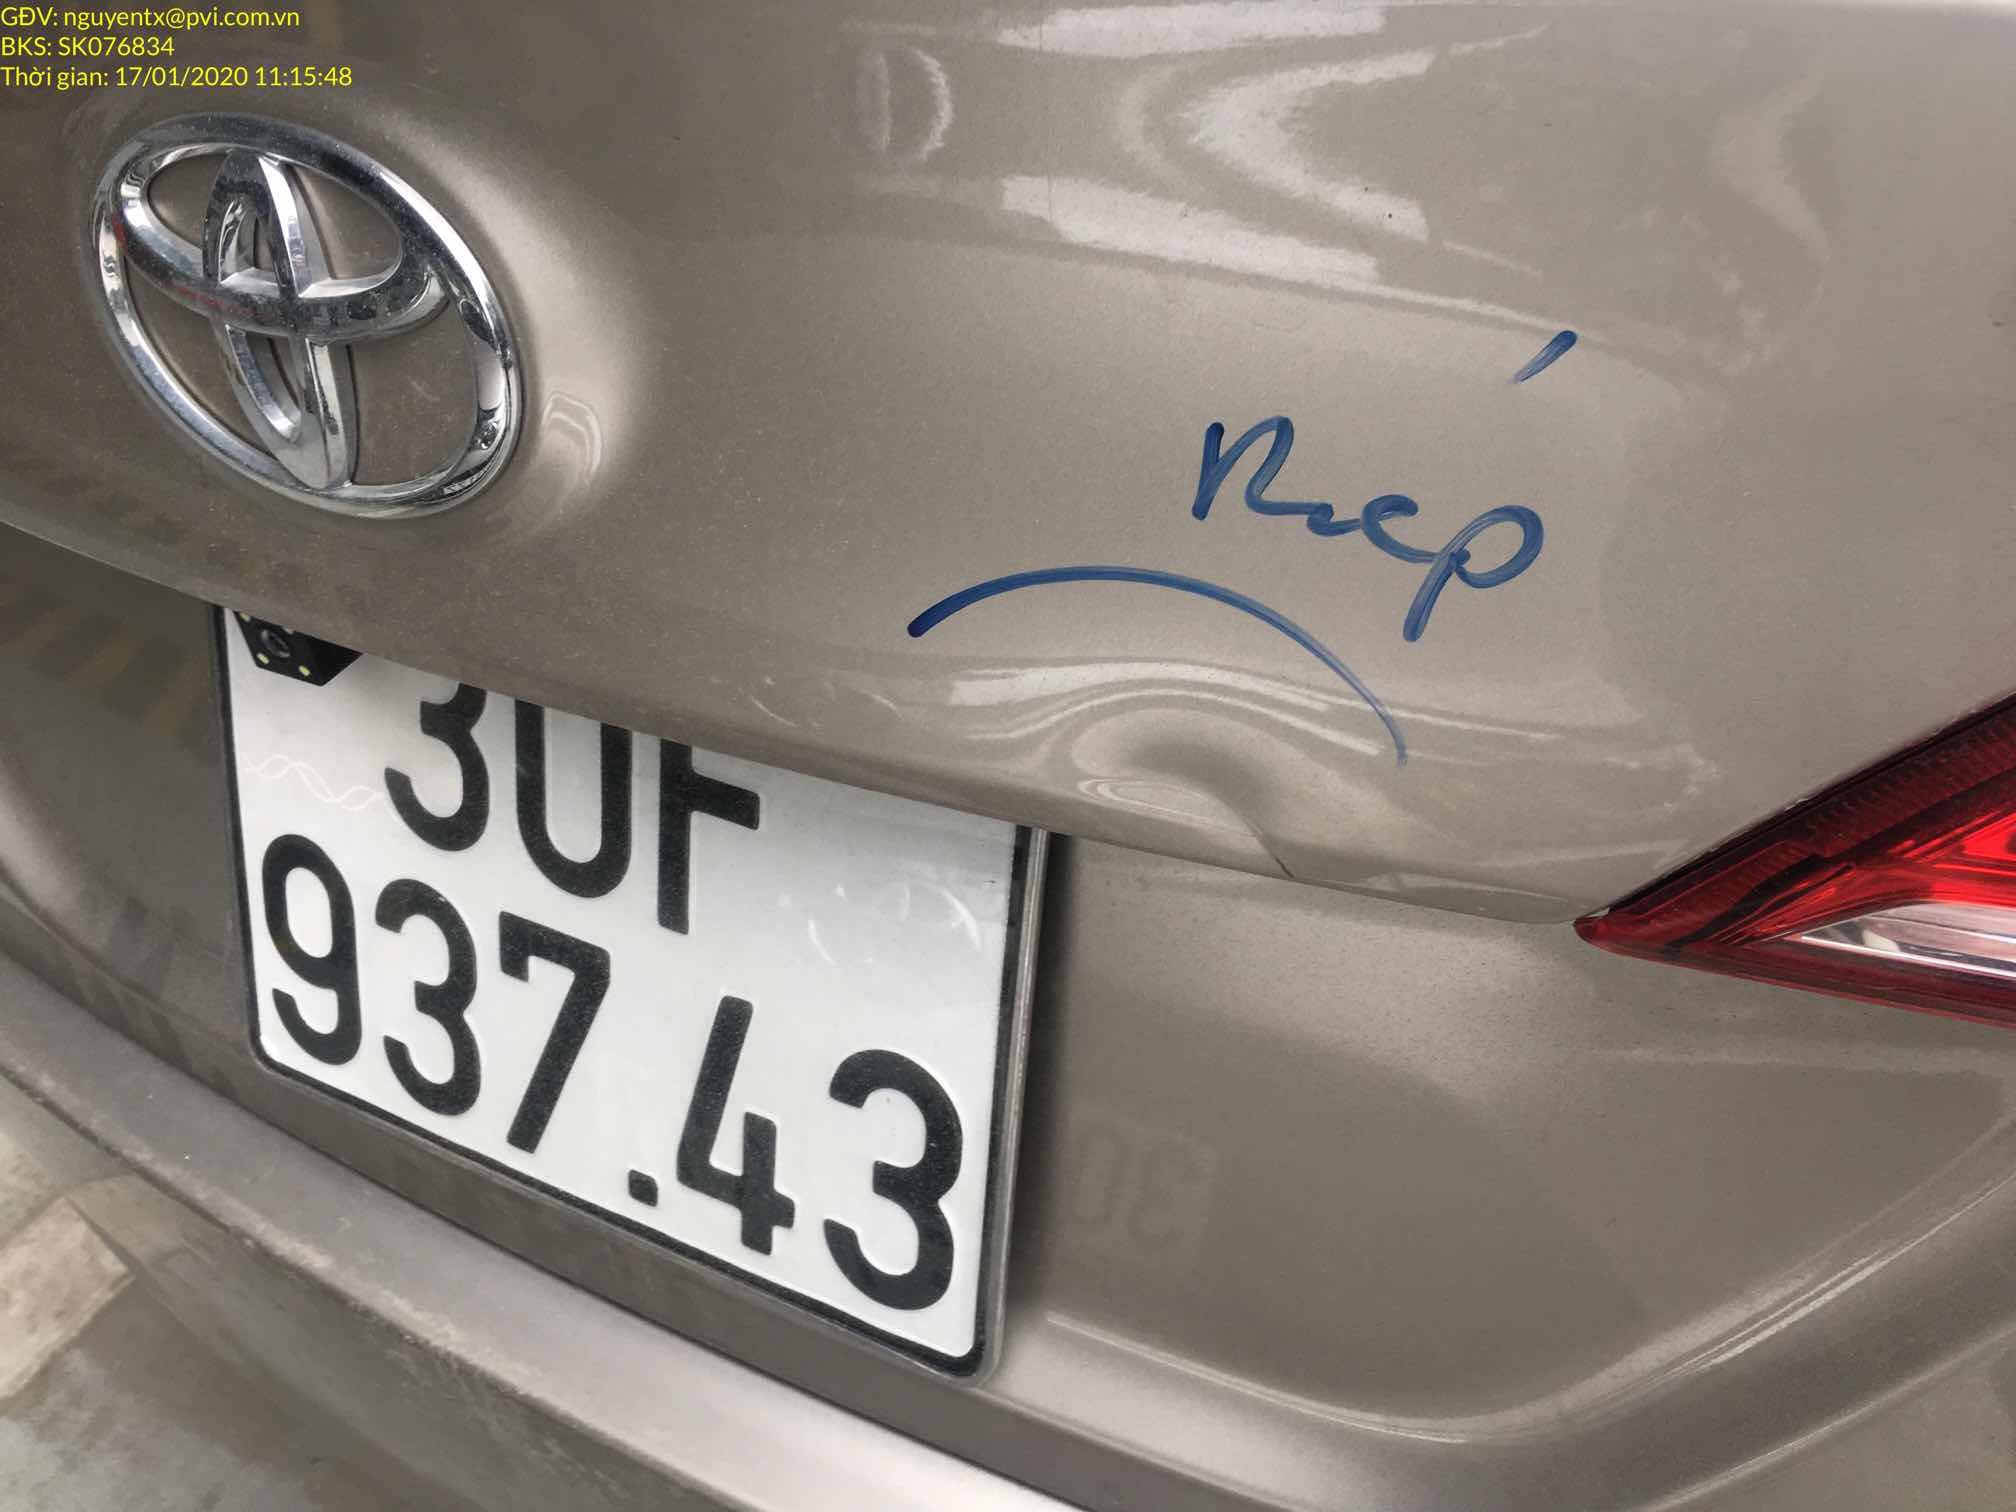 GĐV: nguyentx@pvi.com.vn
BKS: SK076834
Thời gian: 17/01/2020 11:15:48
Móp
30F
937.43